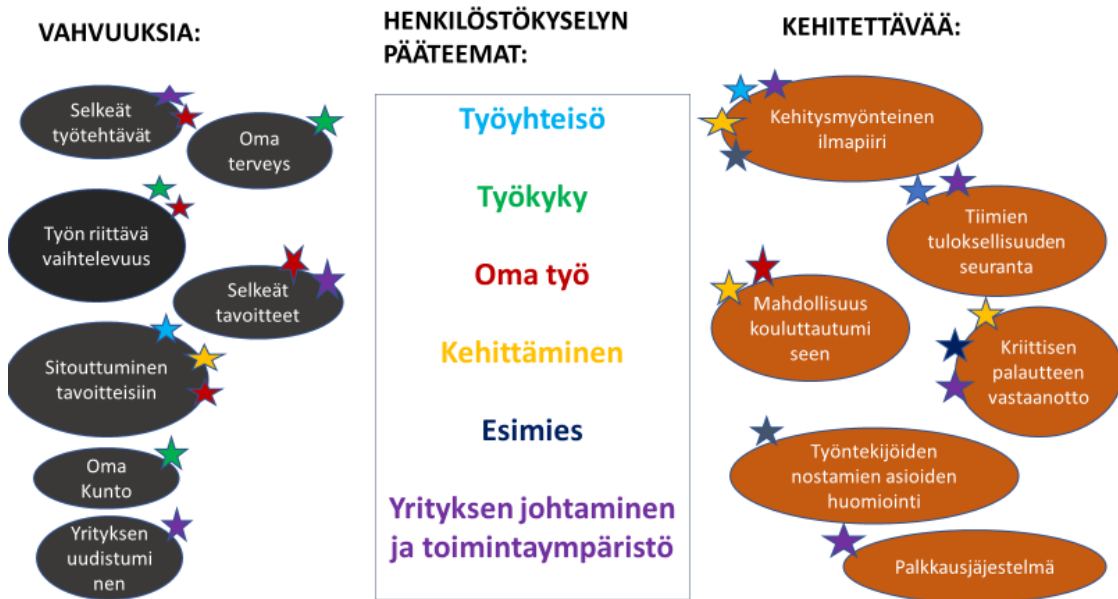 VAHVUUKSIA:
Selkeät
työtehtävät
Oma
terveys
Työn riittävä
vaihtelevuus
Selkeät
tavoitteet
Sitouttuminen
tavoitteisiin
Oma
Kunto
Yrityksen
uudistumi
nen
HENKILÖSTÖKYSELYN
PÄÄTEEMAT:
Työyhteisö
Työkyky
Oma työ
Kehittäminen
Esimies
Yrityksen johtaminen
ja toimintaympäristö
KEHITETTÄVÄÄ:
Kehitysmyönteinen
ilmapiiri
Tiimien
tuloksellisuuden
seuranta
Mahdollisuus
kouluttautumi
seen
Kriittisen
palautteen
vastaanotto
Työntekijöiden
nostamien asioiden
huomiointi
Palkkausjäjestelmä